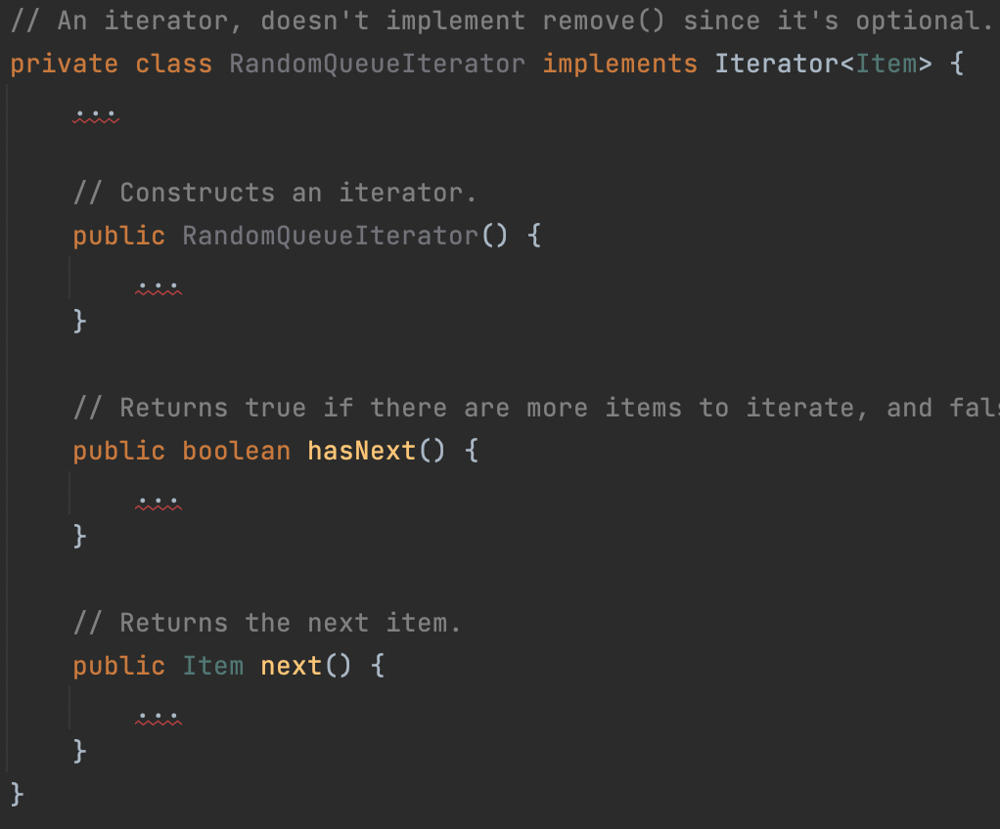 // An iterator, doesn't implement remove() since it's optional.
private class RandomQueueIterator implements Iterator<Item> {
...
// Constructs an iterator.
public RandomQueueIterator() {
...
}
// Returns true if there are more items to iterate, and
public boolean hasNext() {
...
}
// Returns the next item.
public Item next() {
...
}
}